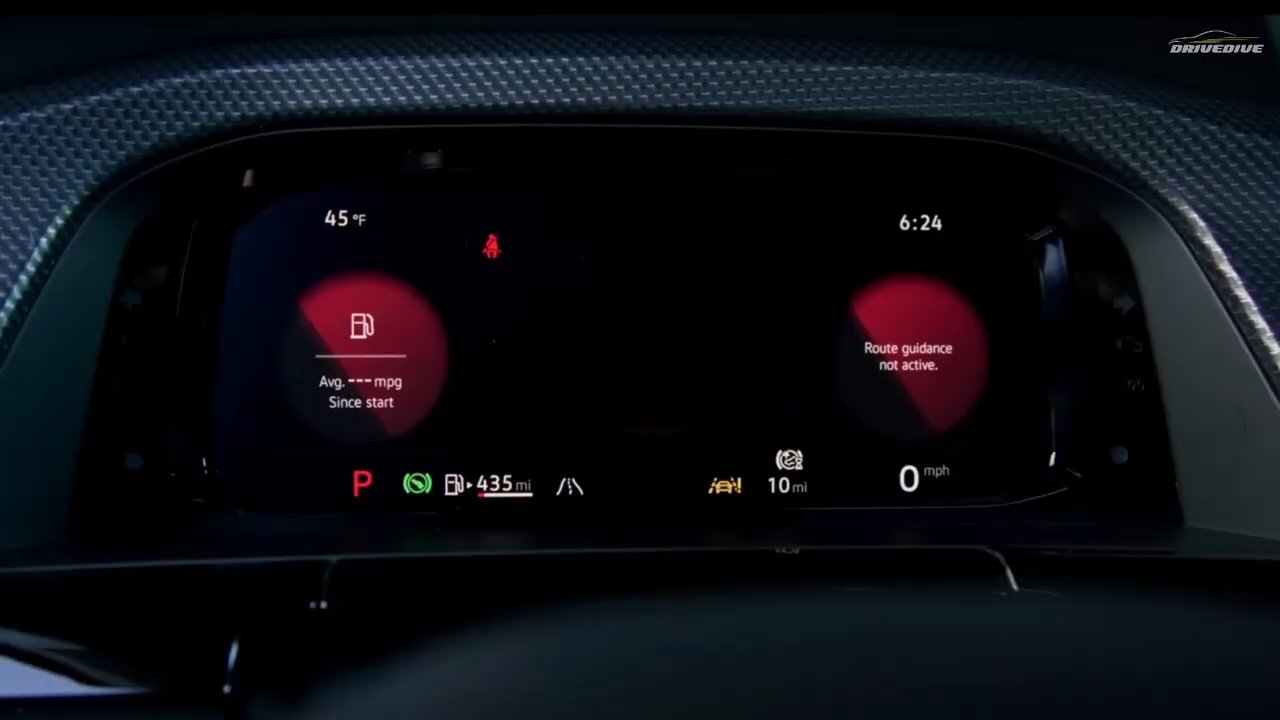 DRIVEDIVE
45 °F
6:24
Avg. --- mpg
Since start
Route guidance
not active.
P
435 mi
10 mi
0 mph